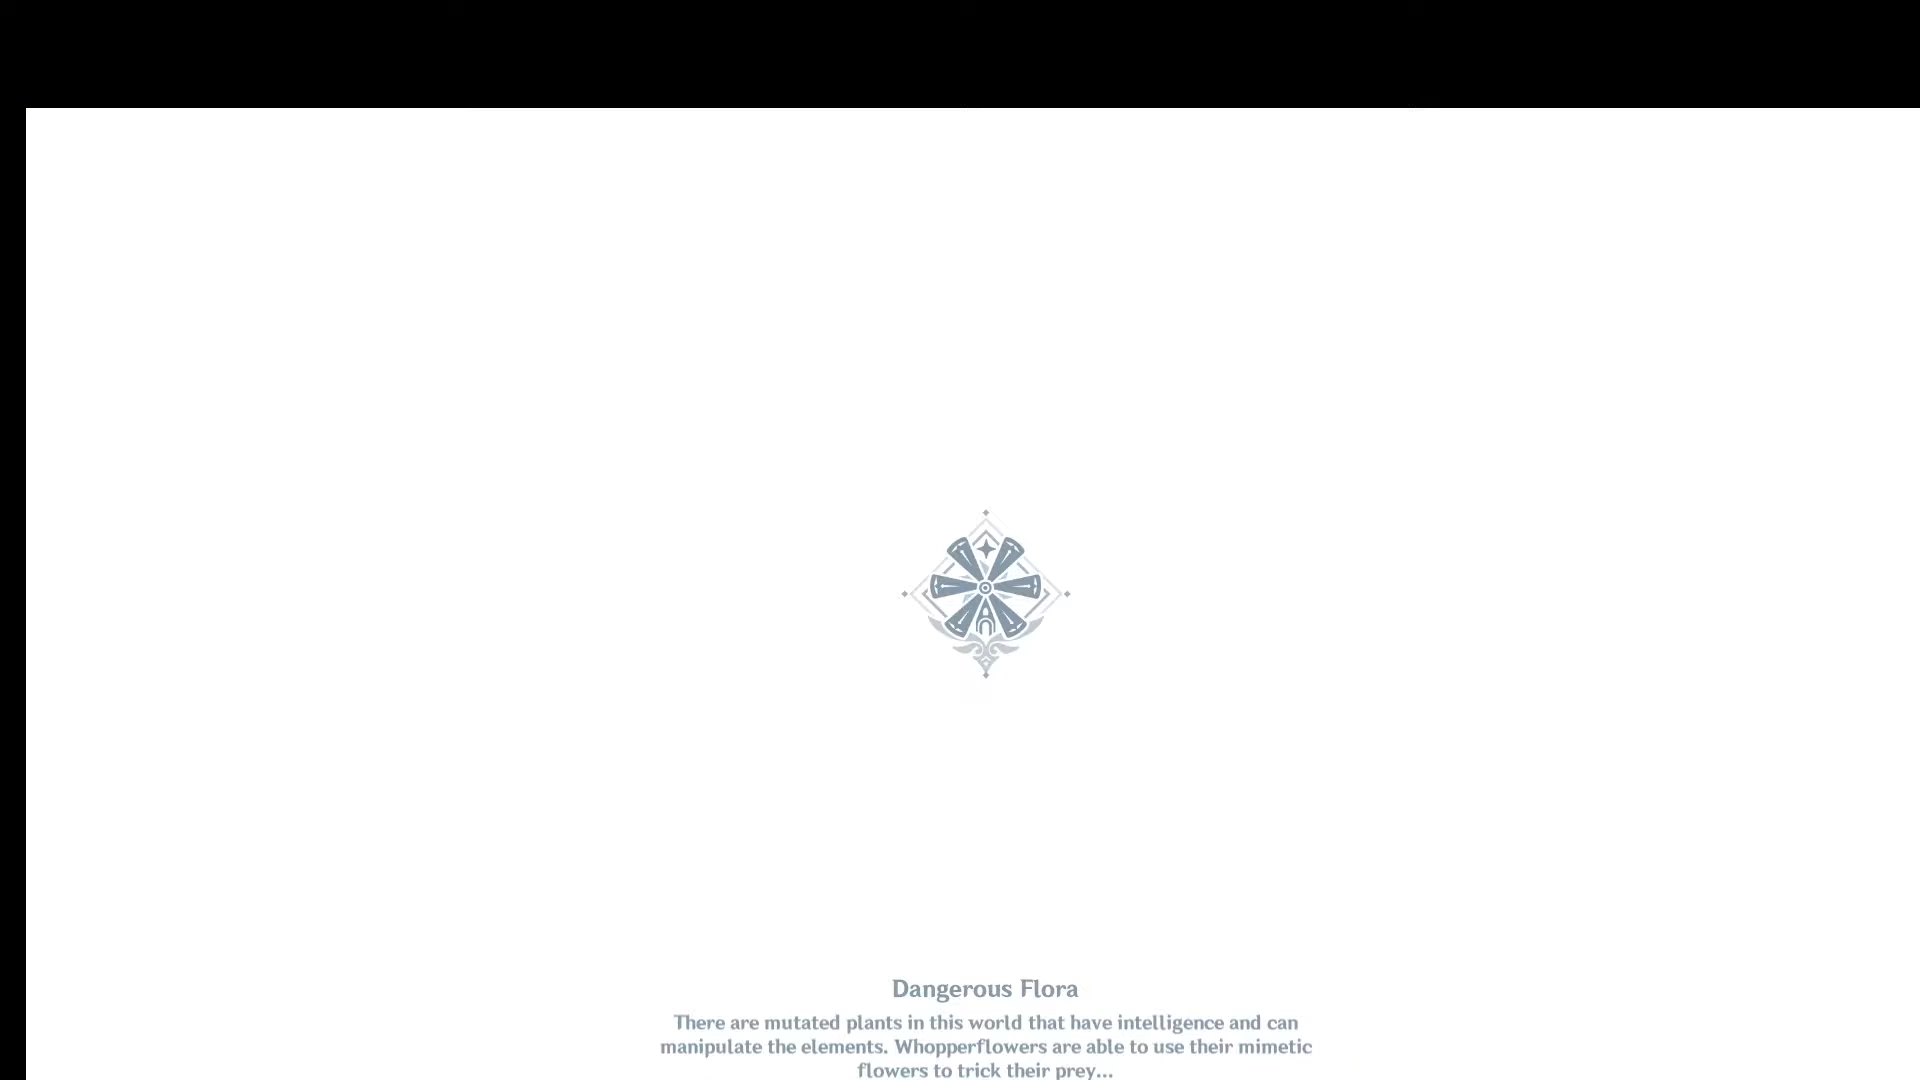 Dangerous Flora
There are mutated plants in this world that have intelligence and can
manipulate the elements. Whopperflowers are able to use their mimetic
flowers to trick their prey...